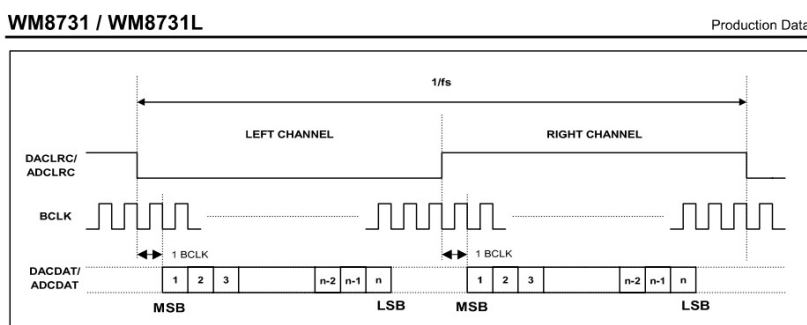 WM8731 / WM8731L
Production Data
1/fs
LEFT CHANNEL
RIGHT CHANNEL
DACLRC/
ADCLRC
BCLK
1 BCLK
1 BCLK
DACDAT/
ADCDAT
1 2 3 n-2 n-1 n
1 2 3 n-2 n-1 n
MSB
LSB
MSB
LSB